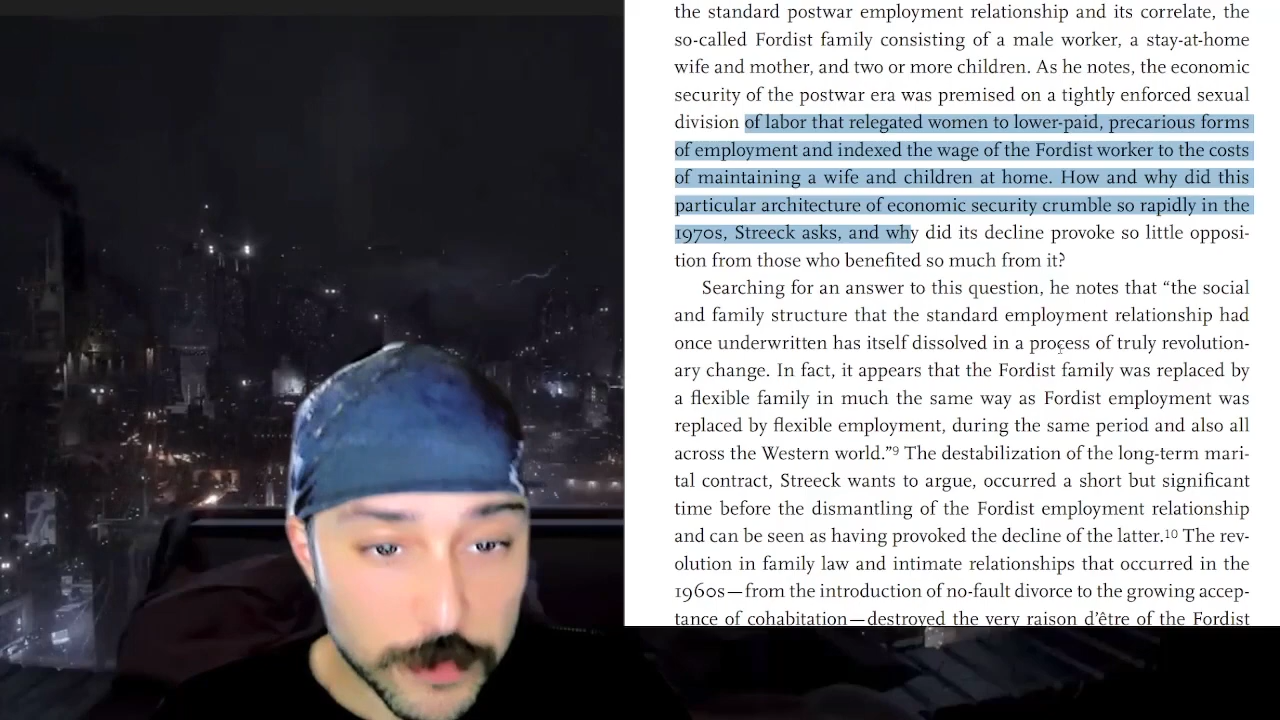 the standard postwar employment relationship and its correlate, the
so-called Fordist family consisting of a male worker, a stay-at-home
wife and mother, and two or more children. As he notes, the economic
security of the postwar era was premised on a tightly enforced sexual
division of labor that relegated women to lower-paid, precarious forms
of employment and indexed the wage of the Fordist worker to the costs
of maintaining a wife and children at home. How and why did this
particular architecture of economic security crumble so rapidly in the
1970s, Streeck asks, and why did its decline provoke so little opposi-
tion from those who benefited so much from it?
Searching for an answer to this question, he notes that “the social
and family structure that the standard employment relationship had
once underwritten has itself dissolved in a process of truly revolution-
ary change. In fact, it appears that the Fordist family was replaced by
a flexible family in much the same way as Fordist employment was
replaced by flexible employment, during the same period and also all
across the Western world.”9 The destabilization of the long-term mari-
tal contract, Streeck wants to argue, occurred a short but significant
time before the dismantling of the Fordist employment relationship
and can be seen as having provoked the decline of the latter.10 The rev-
olution in family law and intimate relationships that occurred in the
1960s—from the introduction of no-fault divorce to the growing accep-
tance of cohabitation—destroyed the very raison d’être of the Fordist